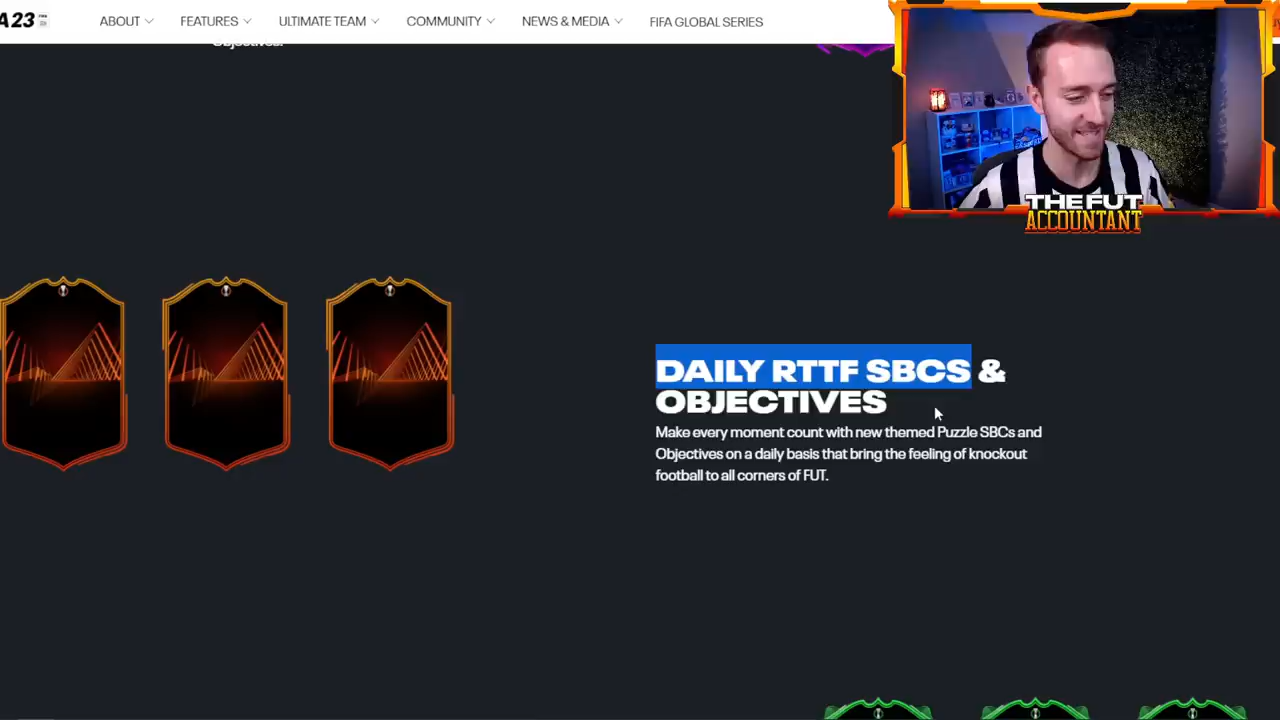 A 23
ABOUT
FEATURES
ULTIMATE TEAM
COMMUNITY
NEWS & MEDIA
FIFA GLOBAL SERIES
Objectives.
THE FUT
ACCOUNTANT
DAILY RTTF SBCS &
OBJECTIVES
Make every moment count with new themed Puzzle SBCs and
Objectives on a daily basis that bring the feeling of knockout
football to all corners of FUT.